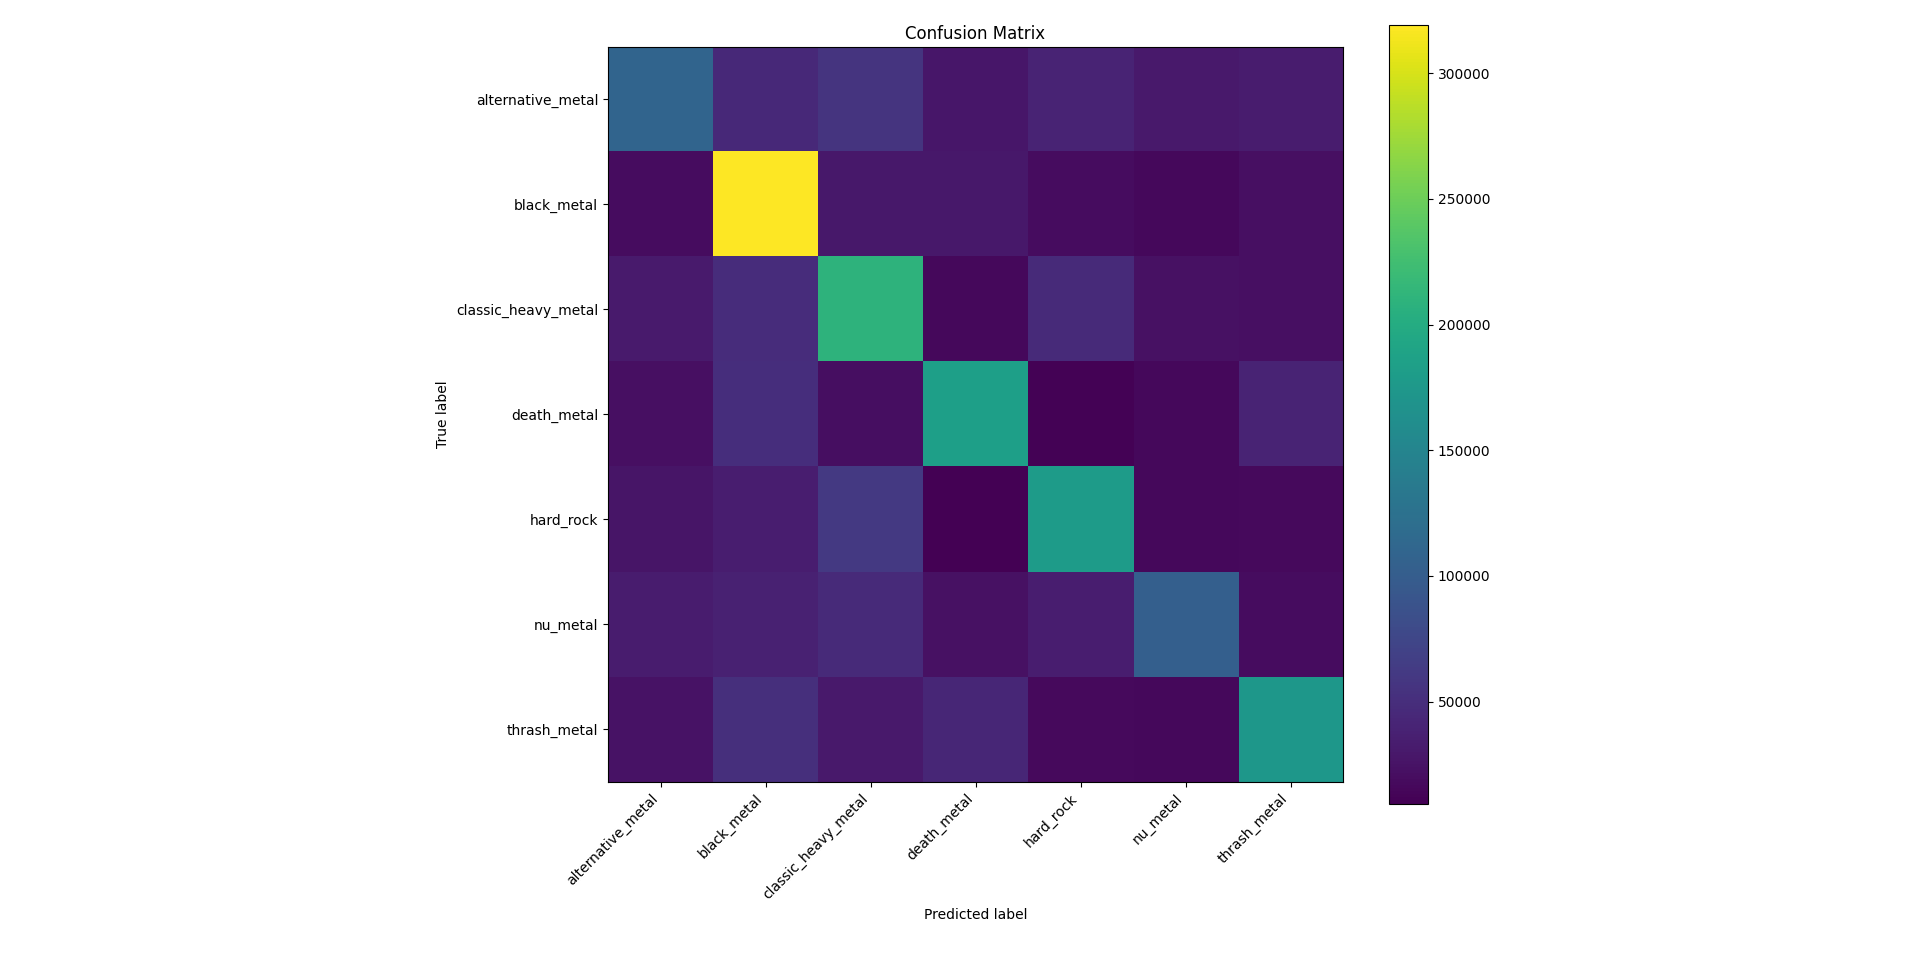 Confusion Matrix
True label
alternative_metal
black_metal
classic_heavy_metal
death_metal
hard_rock
nu_metal
thrash_metal
alternative_metal
black_metal
classic_heavy_metal
death_metal
hard_rock
nu_metal
thrash_metal
Predicted label
300000
250000
200000
150000
100000
50000